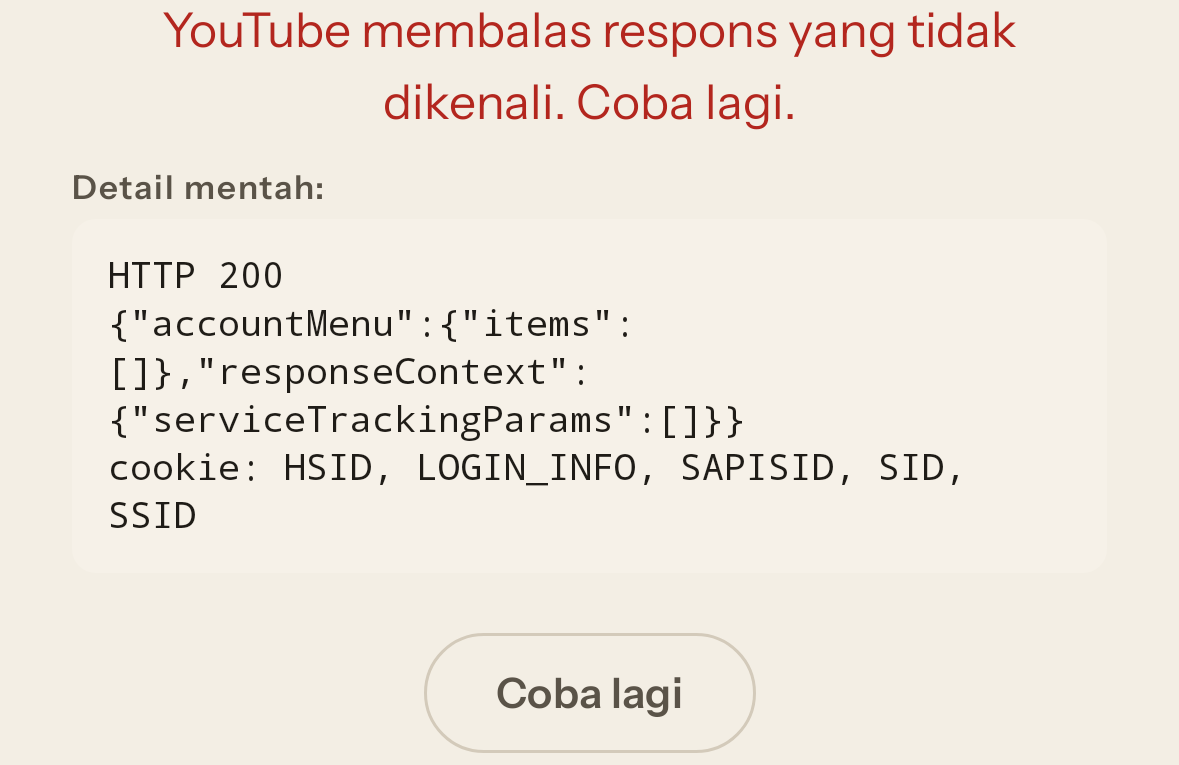 YouTube membalas respons yang tidak
dikenali. Coba lagi.
Detail mentah:
HTTP 200
{"accountMenu":{"items":
[]},"responseContext":
{"serviceTrackingParams":[]}}
cookie: HSID, LOGIN_INFO, SAPISID, SID,
SSID
Coba lagi